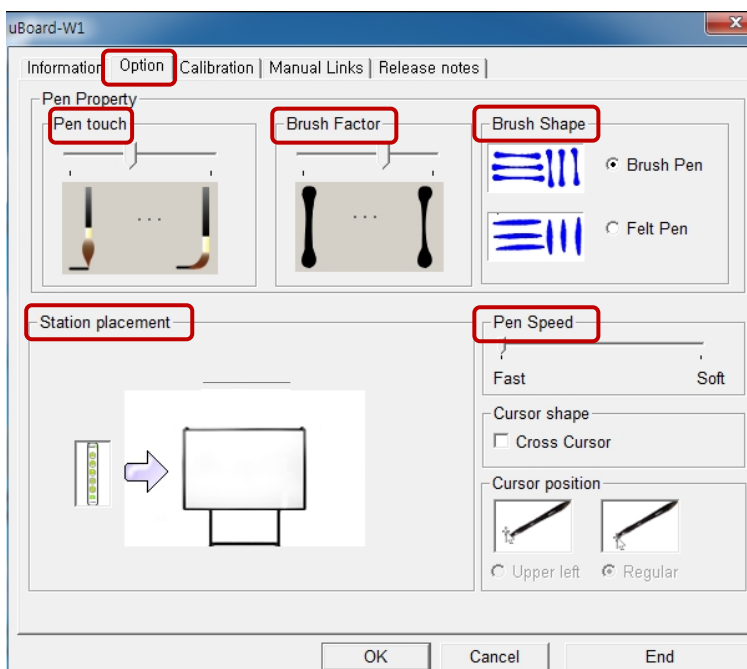 uBoard-W1
Information Option Calibration Manual Links Release notes
Pen Property
Pen touch Brush Factor Brush Shape
... ...
Brush Pen
Felt Pen
Station placement Pen Speed
Fast Soft
Cursor shape
Cross Cursor
Cursor position
Upper left Regular
OK Cancel End